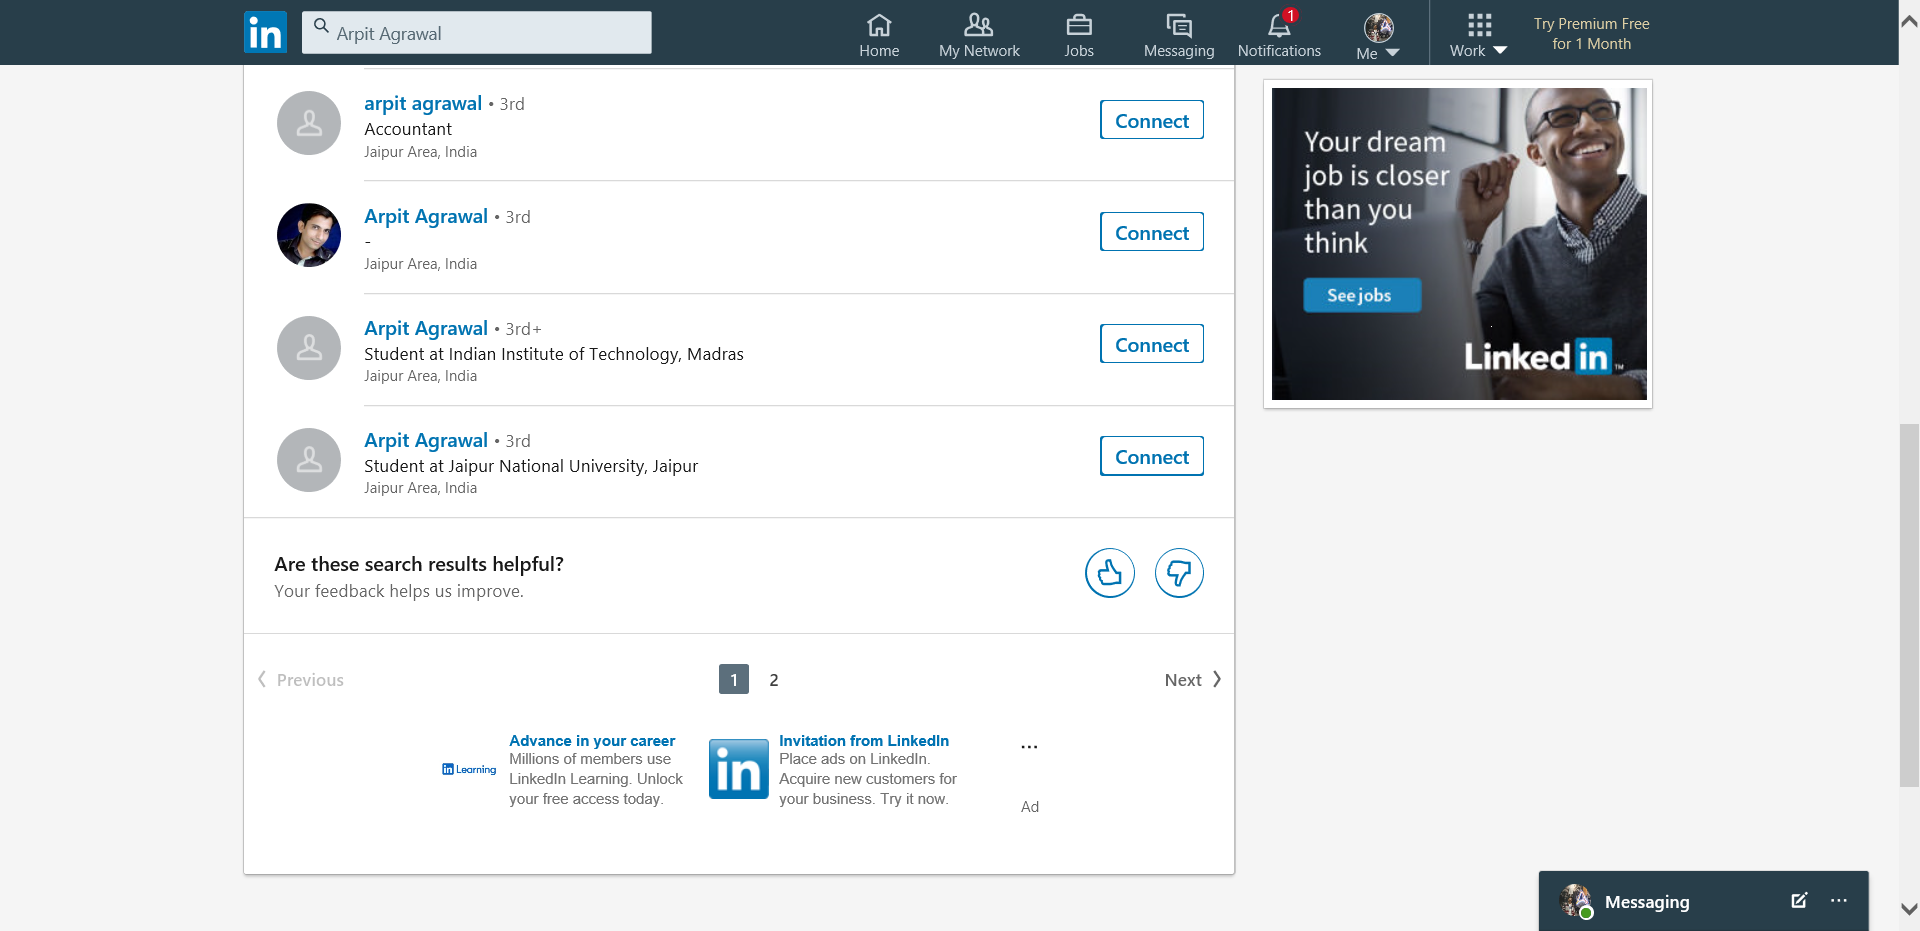 in
Arpit Agrawal
Home
My Network
Jobs
Messaging
1
Notifications
Me
Work
Try Premium Free
for 1 Month
arpit agrawal • 3rd
Accountant
Jaipur Area, India
Connect
Arpit Agrawal • 3rd
-
Jaipur Area, India
Connect
Arpit Agrawal • 3rd+
Student at Indian Institute of Technology, Madras
Jaipur Area, India
Connect
Arpit Agrawal • 3rd
Student at Jaipur National University, Jaipur
Jaipur Area, India
Connect
Are these search results helpful?
Your feedback helps us improve.
Previous
1
2
Next
in Learning
Advance in your career
Millions of members use
LinkedIn Learning. Unlock
your free access today.
in
Invitation from LinkedIn
Place ads on LinkedIn.
Acquire new customers for
your business. Try it now.
...
Ad
Your dream
job is closer
than you
think
See jobs
Linked in ™
Messaging
...